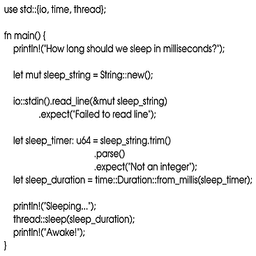 use std::{io, time, thread};

fn main() {
    println!("How long should we sleep in milliseconds?");

    let mut sleep_string = String::new();

    io::stdin().read_line(&mut sleep_string)
            .expect("Failed to read line");

    let sleep_timer: u64 = sleep_string.trim()
                            .parse()
                            .expect("Not an integer");
    let sleep_duration = time::Duration::from_millis(sleep_timer);

    println!("Sleeping...");
    thread::sleep(sleep_duration);
    println!("Awake!");
}